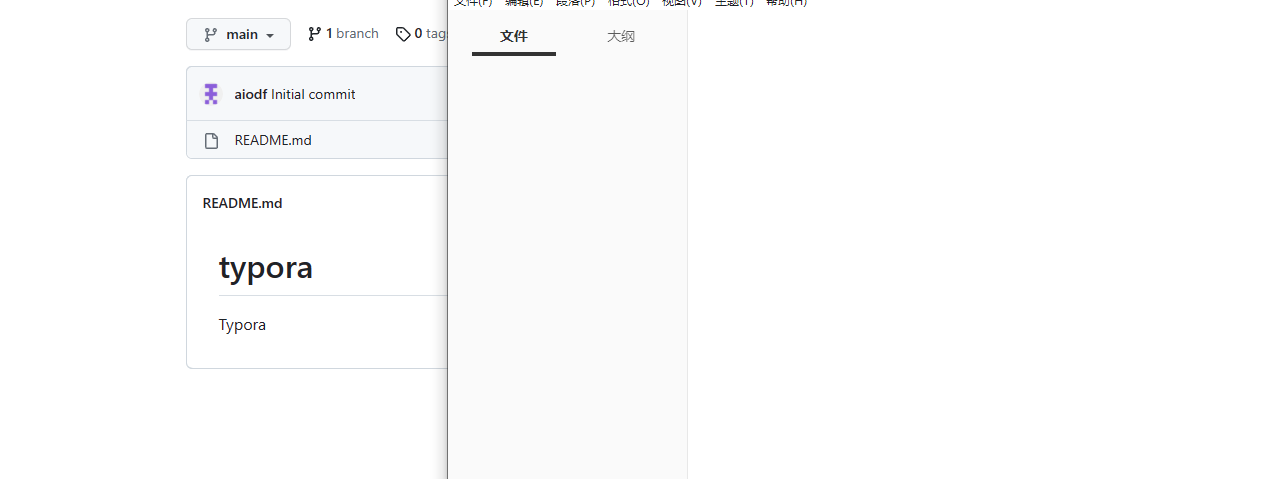 main
1 branch
0 tags
aiodf Initial commit
README.md
README.md
typora
Typora
文件(F) 编辑(E) 段落(P) 格式(O) 视图(V) 主题(T) 帮助(H)
文件 大纲